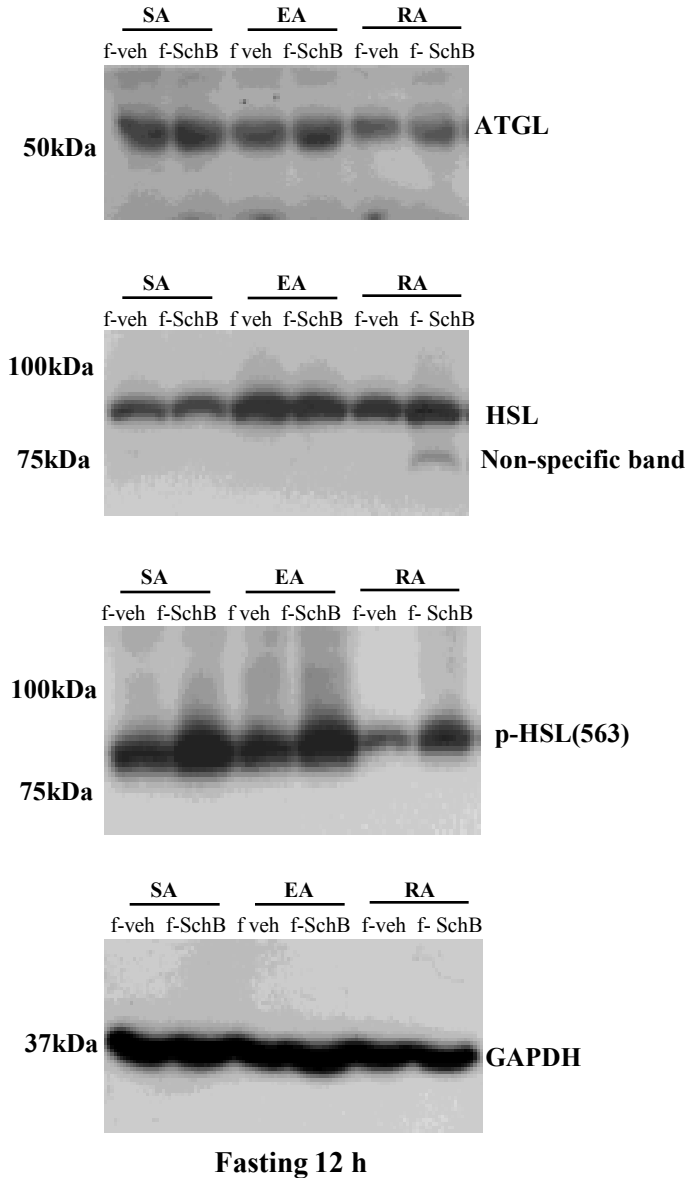 SA EA RA
f-veh f-SchB f veh f-SchB f-veh f- SchB
ATGL
50kDa
SA EA RA
f-veh f-SchB f veh f-SchB f-veh f- SchB
100kDa
HSL
75kDa Non-specific band
SA EA RA
f-veh f-SchB f veh f-SchB f-veh f- SchB
100kDa
p-HSL(563)
75kDa
SA EA RA
f-veh f-SchB f veh f-SchB f-veh f- SchB
37kDa
GAPDH
Fasting 12 h